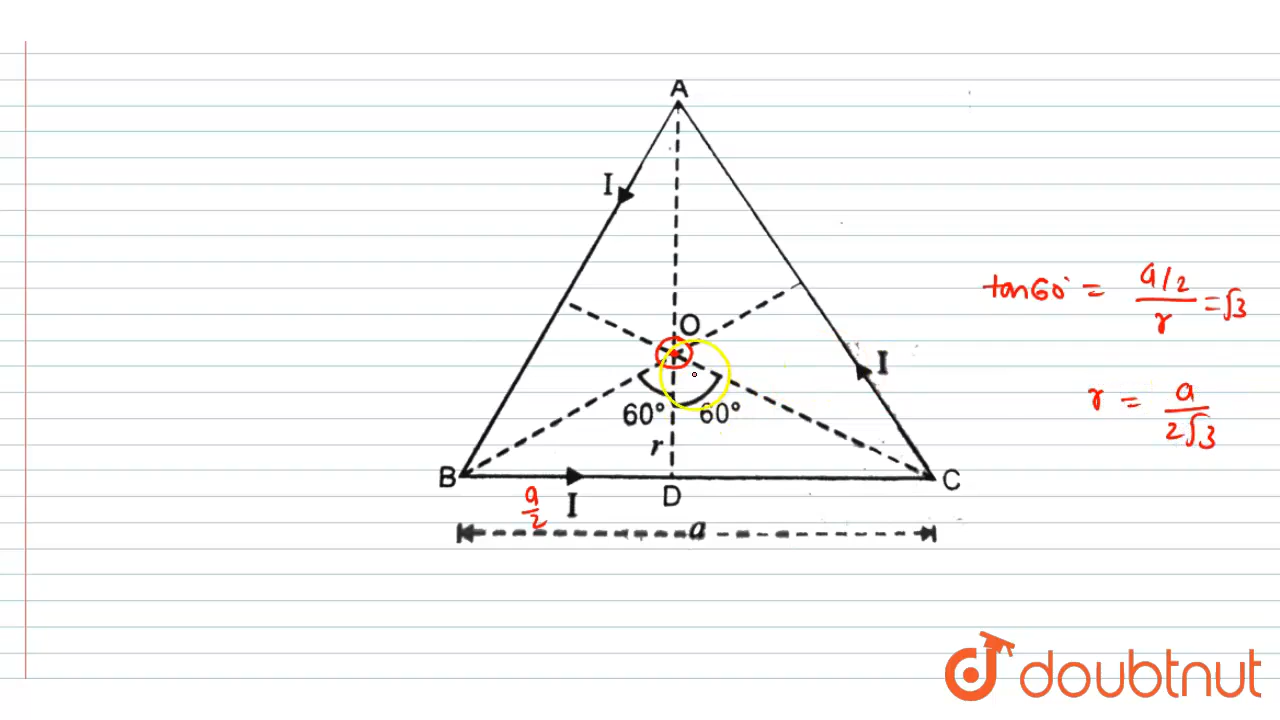 A
I
O
I
tan60° = a/2 / r = √3
60° 60°
r = a / 2√3
r
B D C
a/2 I
a
doubtnut